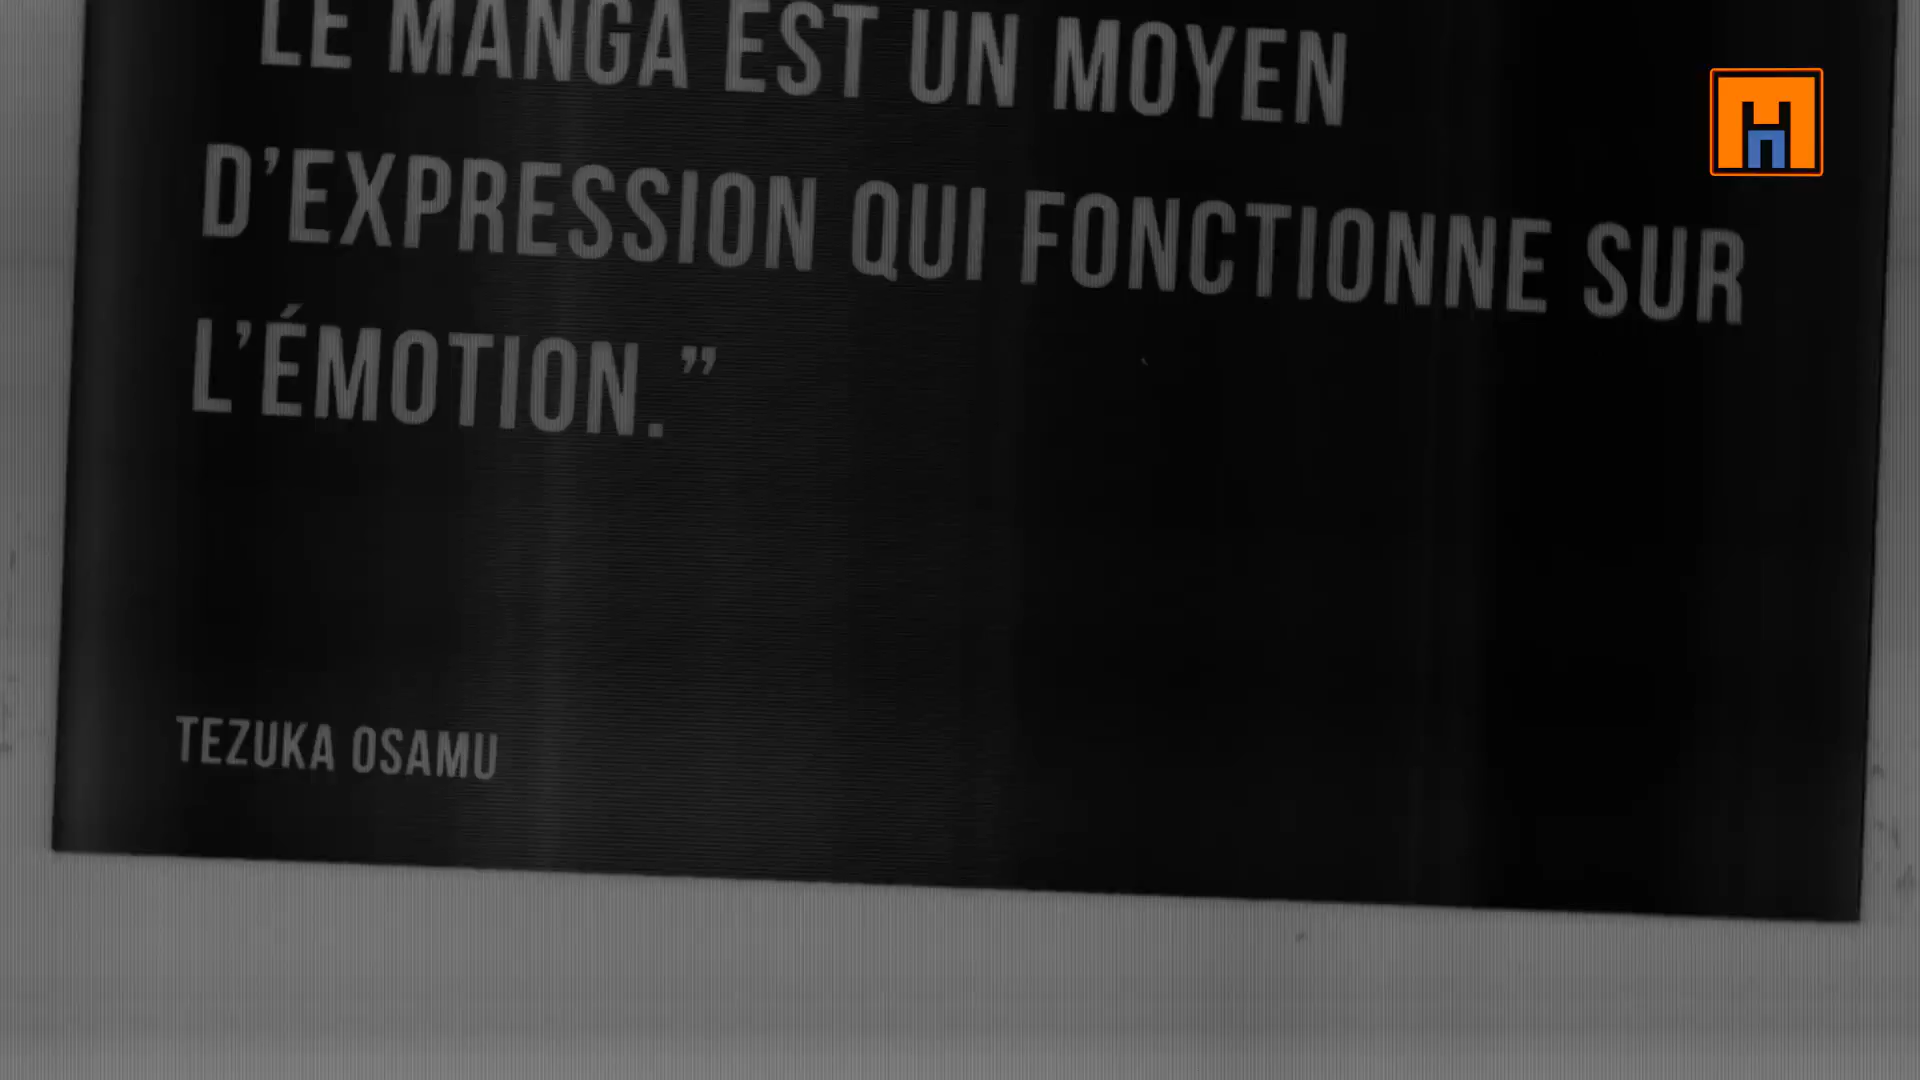 LE MANGA EST UN MOYEN
D’EXPRESSION QUI FONCTIONNE SUR
L’ÉMOTION.”
TEZUKA OSAMU